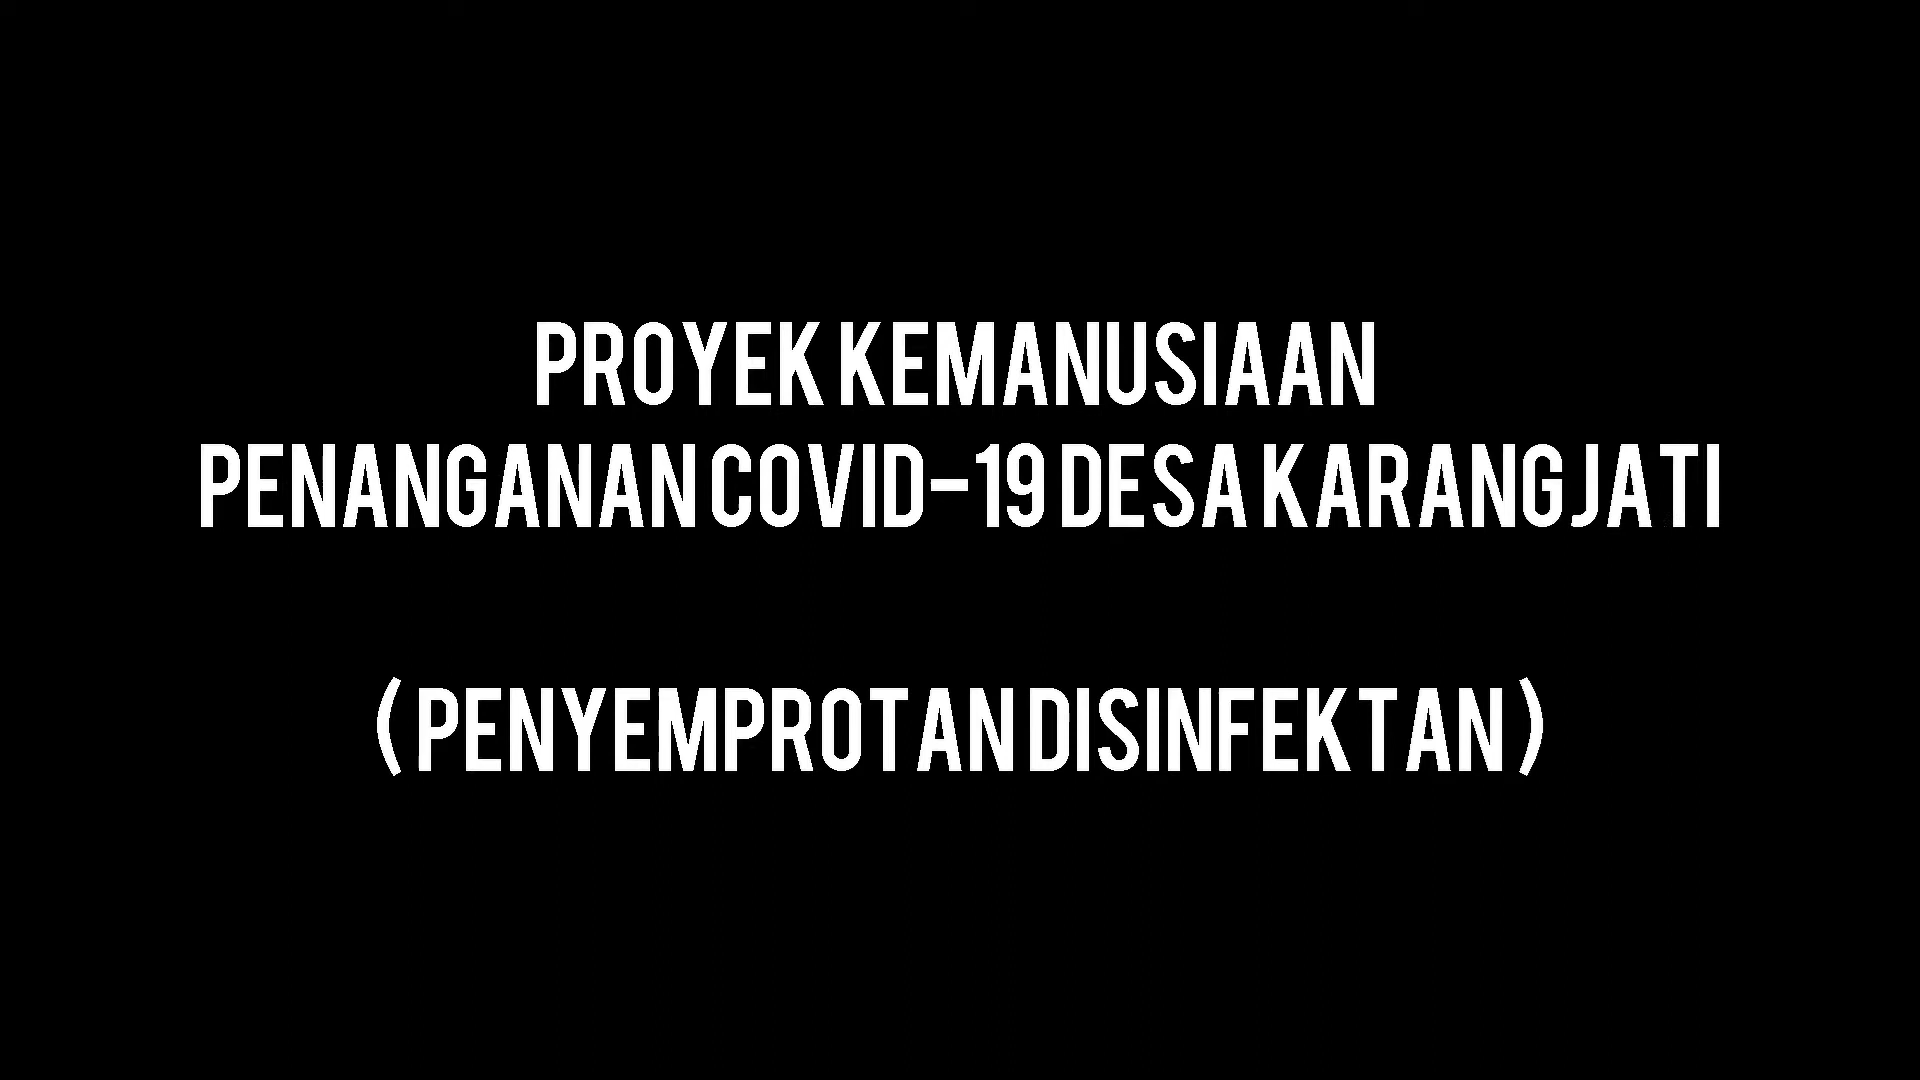 PROYEK KEMANUSIAAN
PENANGANAN COVID-19 DESA KARANGJATI
( PENYEMPROTAN DISINFEKTAN )